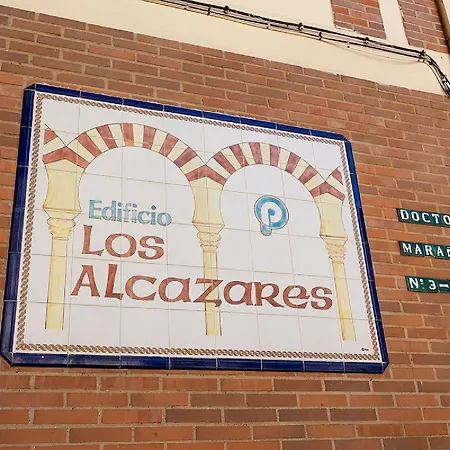 Edificio
LOS
ALCAZARES
P
DOCTO
MARA
Nº 3-